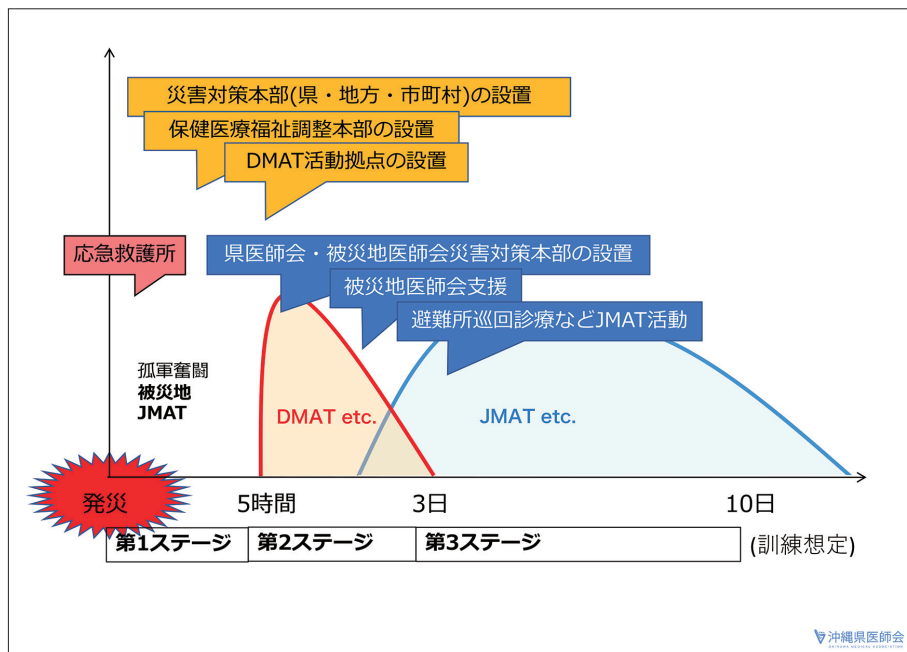 災害対策本部(県・地方・市町村)の設置
保健医療福祉調整本部の設置
DMAT活動拠点の設置
応急救護所
県医師会・被災地医師会災害対策本部の設置
被災地医師会支援
避難所巡回診療などJMAT活動
孤軍奮闘
被災地
JMAT
DMAT etc.
JMAT etc.
発災
5時間
3日
10日
第1ステージ
第2ステージ
第3ステージ
(訓練想定)
沖縄県医師会
OKINAWA MEDICAL ASSOCIATION